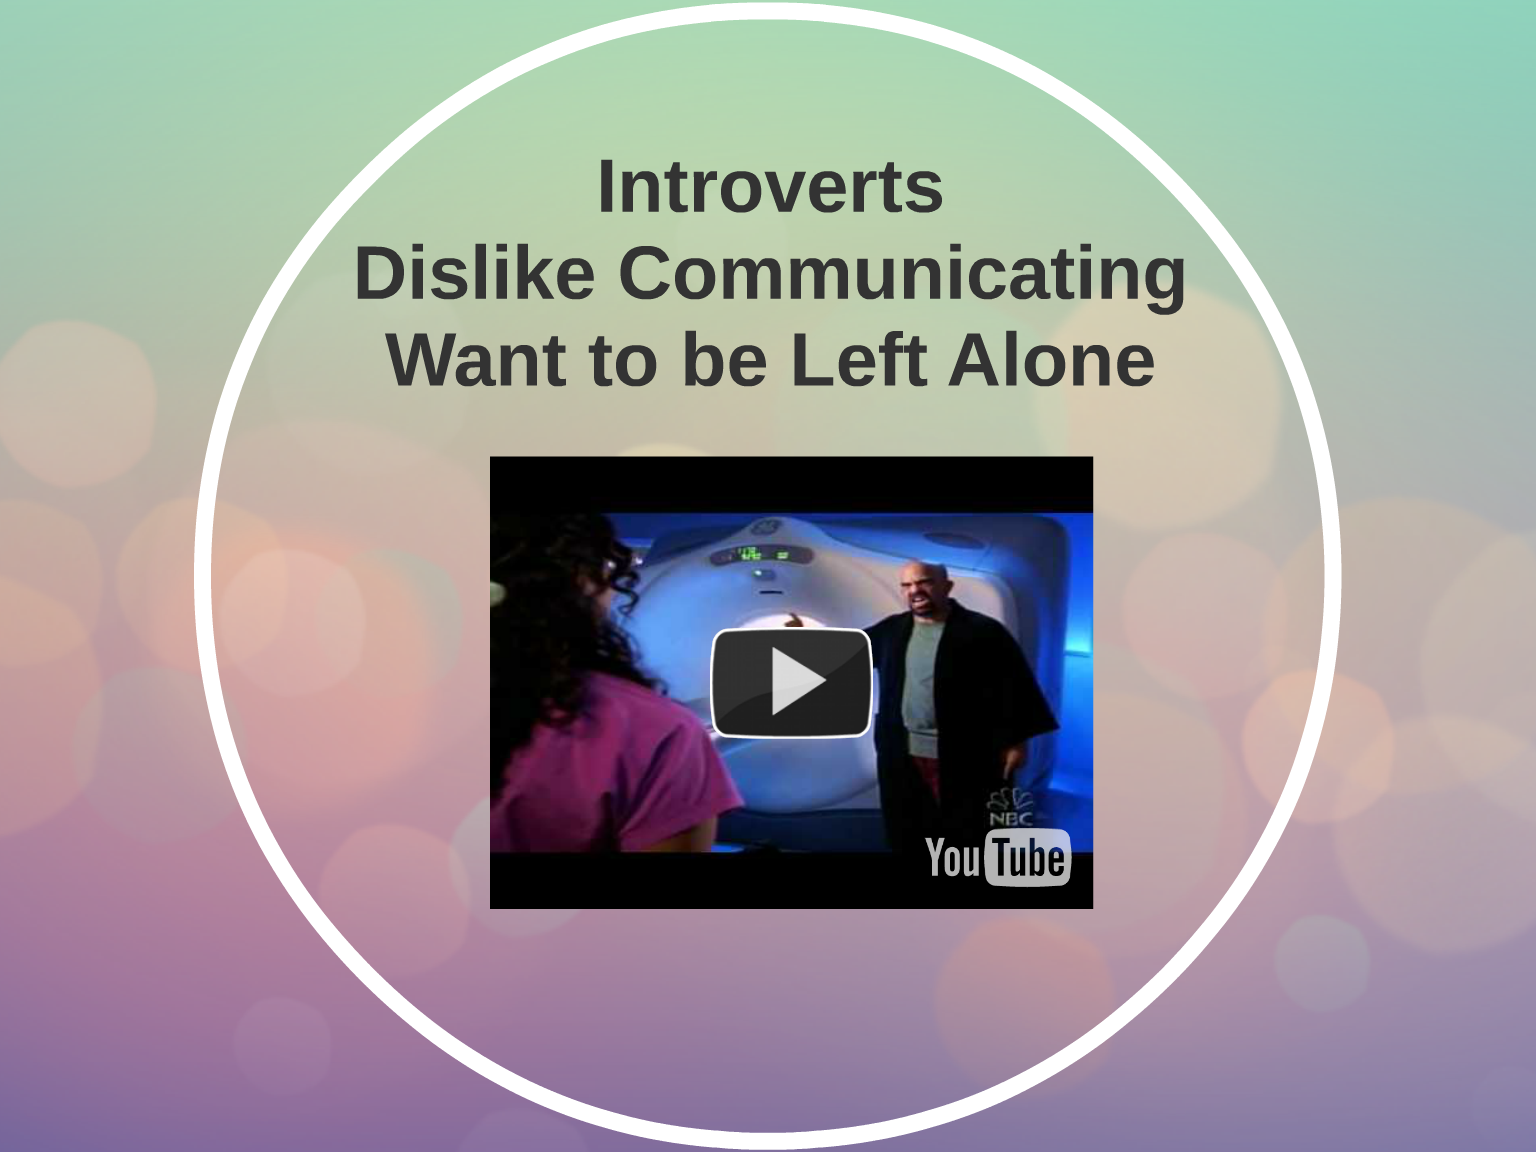 Introverts
Dislike Communicating
Want to be Left Alone
NBC
YouTube